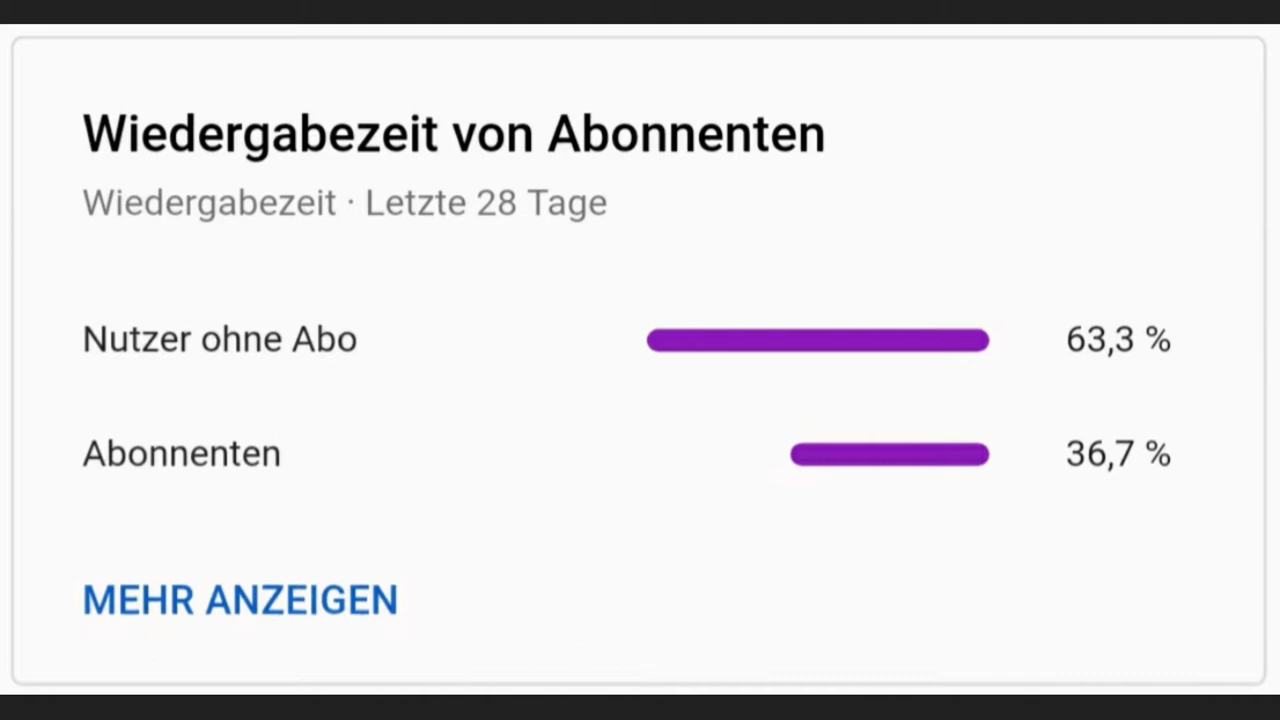 Wiedergabezeit von Abonnenten
Wiedergabezeit · Letzte 28 Tage
Nutzer ohne Abo 63,3 %
Abonnenten 36,7 %
MEHR ANZEIGEN